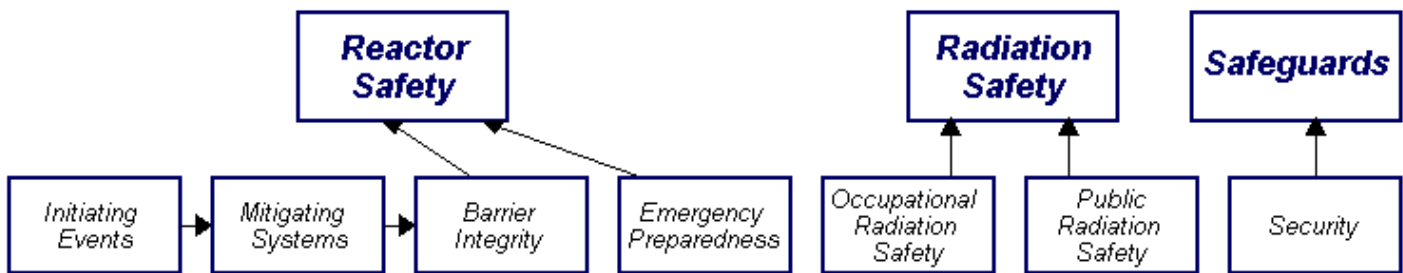 Reactor
Safety
Radiation
Safety
Safeguards
Initiating
Events
Mitigating
Systems
Barrier
Integrity
Emergency
Preparedness
Occupational
Radiation
Safety
Public
Radiation
Safety
Security